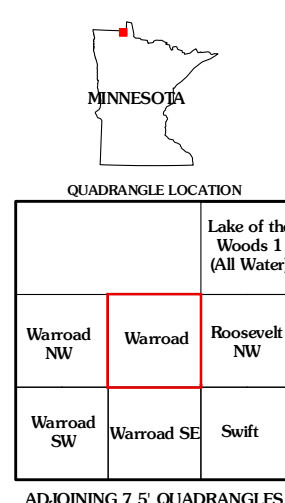 MINNESOTA
QUADRANGLE LOCATION
Lake of the
Woods 1
(All Water)
Warroad
NW
Warroad
Roosevelt
NW
Warroad
SW
Warroad SE
Swift
ADJOINING 7.5' QUADRANGLES